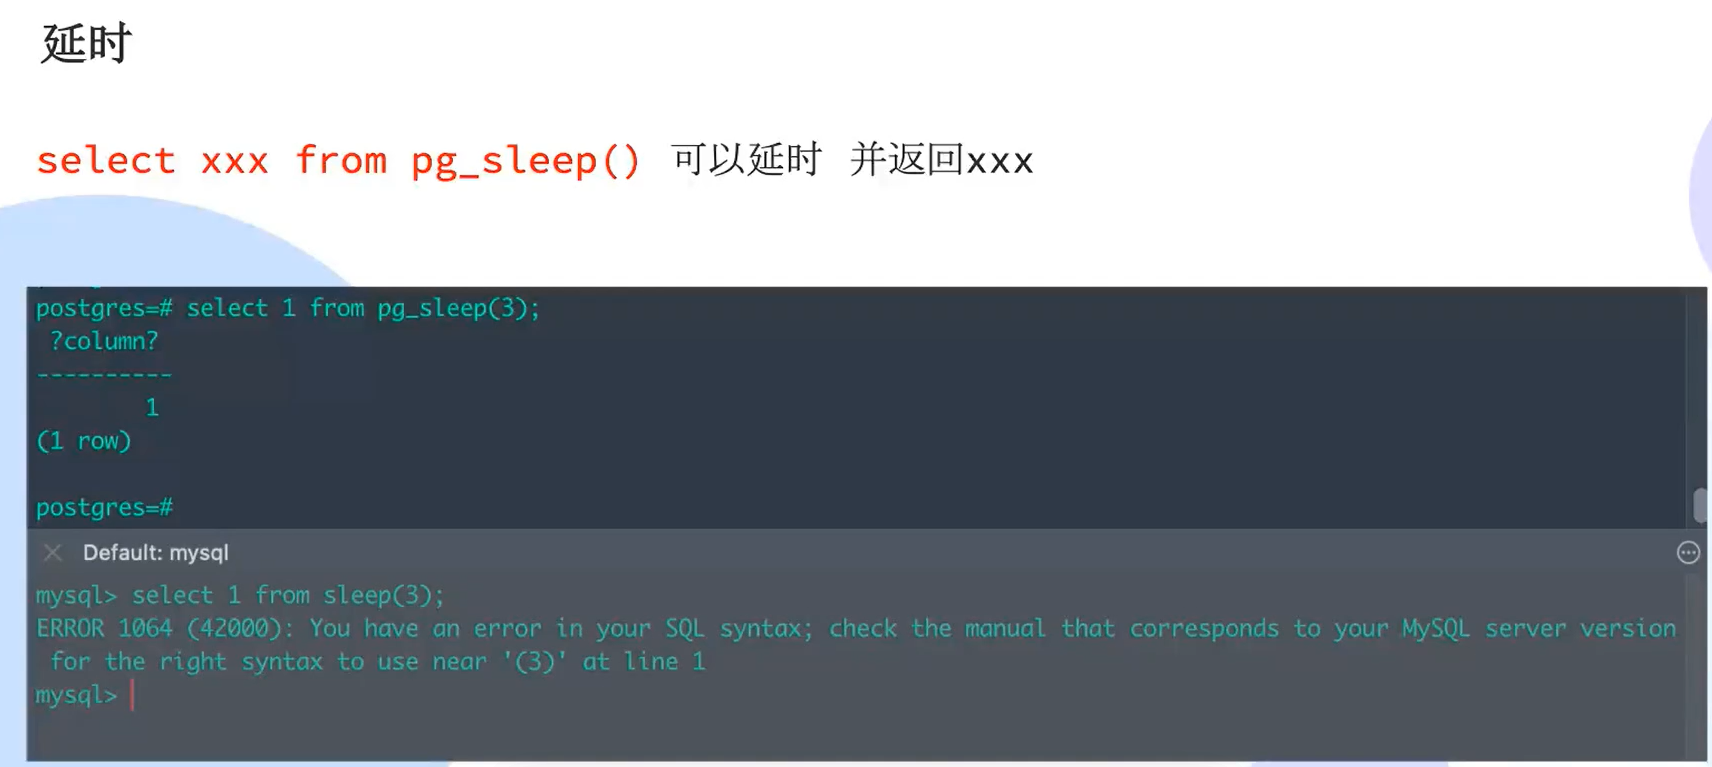 延时
select xxx from pg_sleep() 可以延时 并返回xxx
postgres=# select 1 from pg_sleep(3);
?column?
----------
1
(1 row)
postgres=#
Default: mysql
mysql> select 1 from sleep(3);
ERROR 1064 (42000): You have an error in your SQL syntax; check the manual that corresponds to your MySQL server version
for the right syntax to use near '(3)' at line 1
mysql>